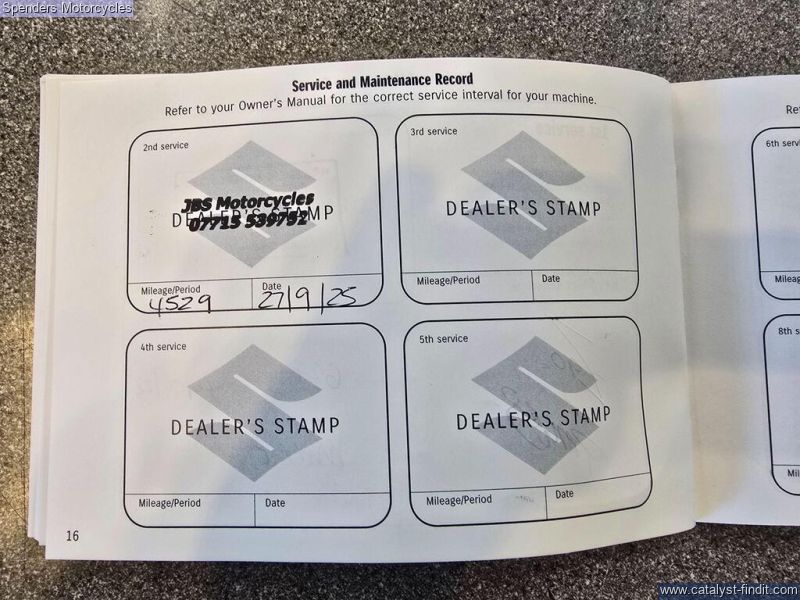 Spenders Motorcycles
Service and Maintenance Record
Refer to your Owner's Manual for the correct service interval for your machine.
2nd service
JBS Motorcycles
DEALER'S STAMP
Mileage/Period
4529
Date
27/9/25
3rd service
DEALER'S STAMP
Mileage/Period
Date
4th service
DEALER'S STAMP
Mileage/Period
Date
5th service
DEALER'S STAMP
Mileage/Period
Date
16
Re
6th servi
Mileag
8th s
Mil
www.catalyst-findit.com